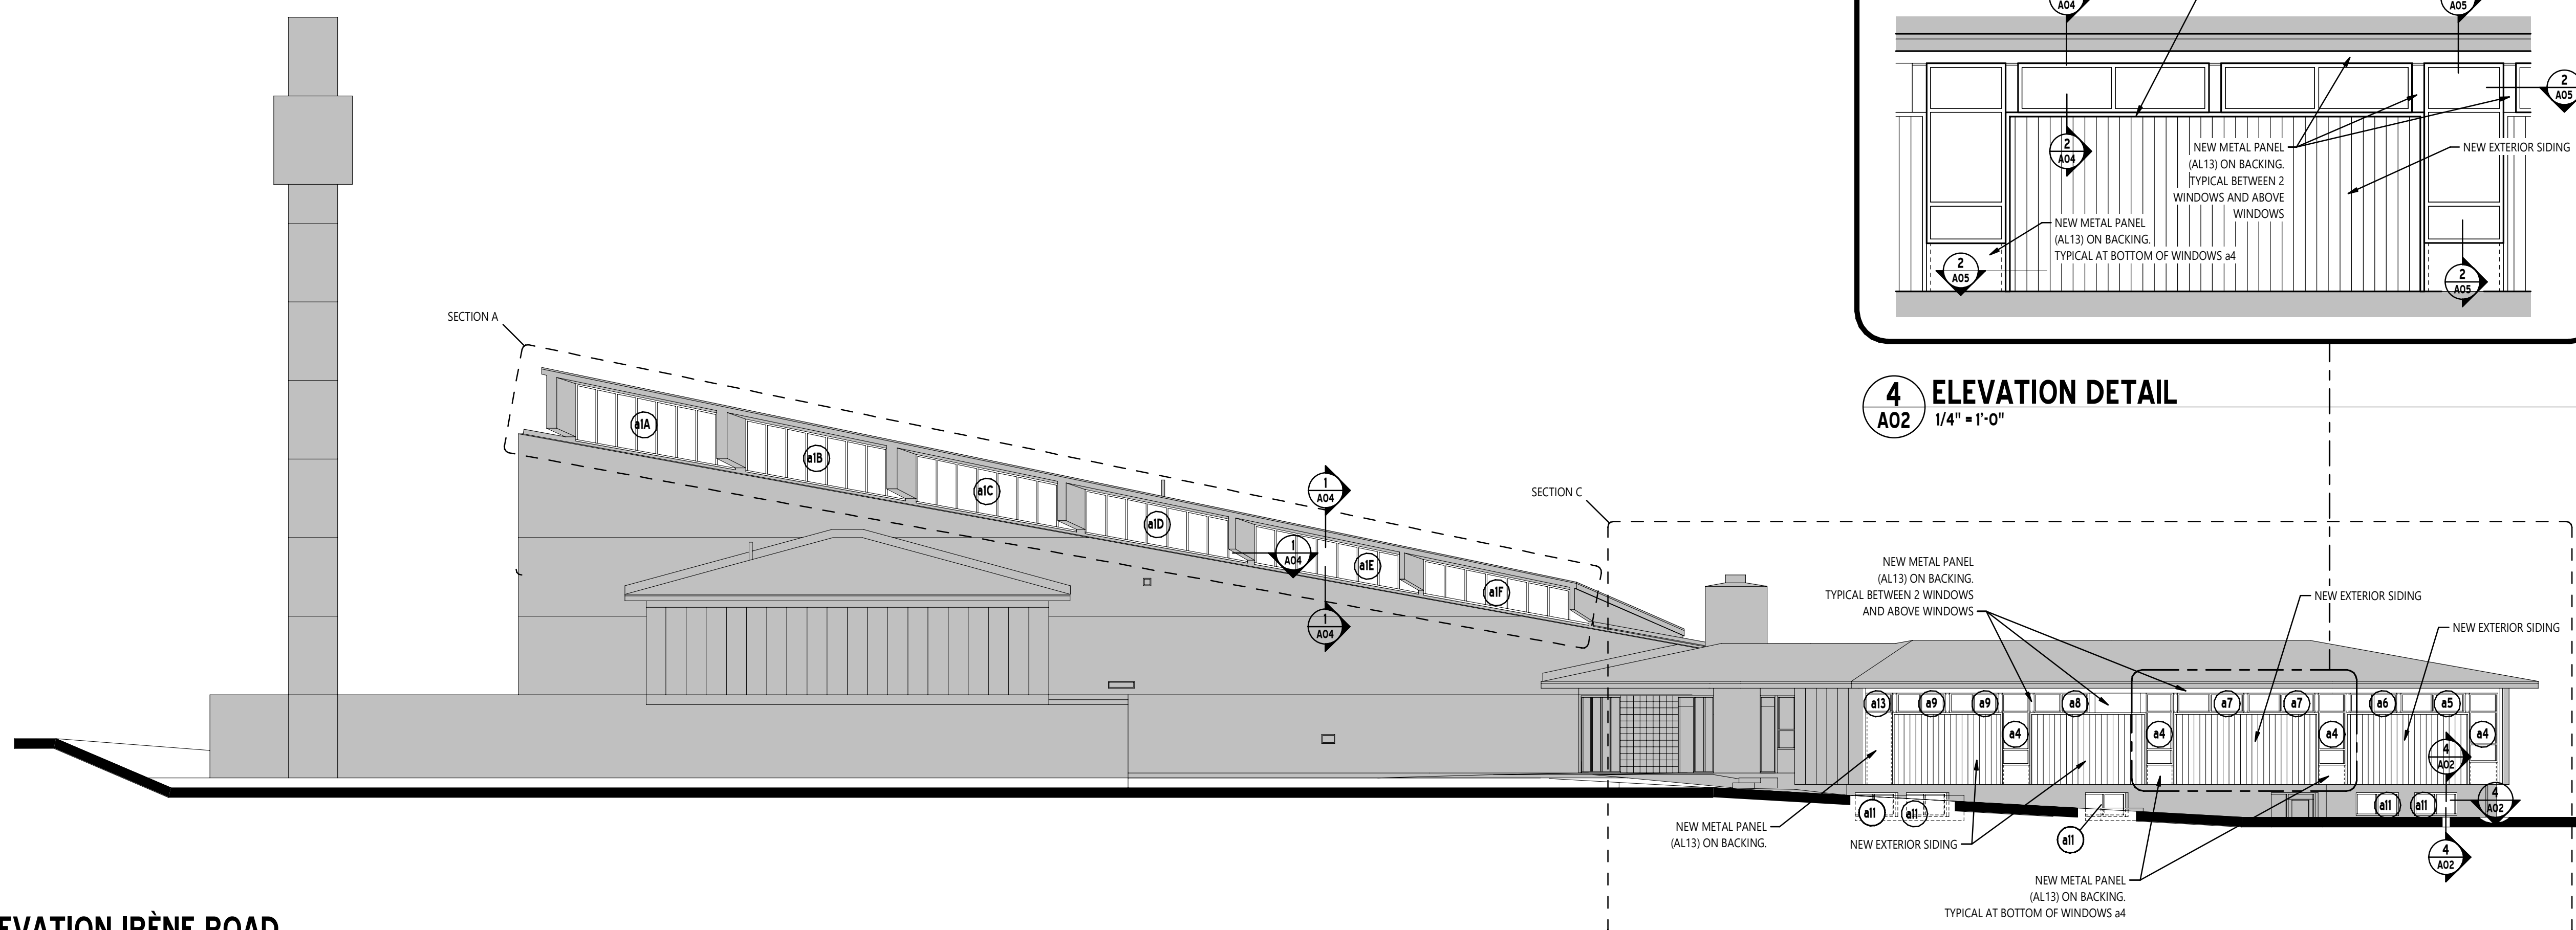 A04
A05
2
A05
2
A04
NEW METAL PANEL
(AL13) ON BACKING.
TYPICAL BETWEEN 2
WINDOWS AND ABOVE
WINDOWS
NEW EXTERIOR SIDING
NEW METAL PANEL
(AL13) ON BACKING.
TYPICAL AT BOTTOM OF WINDOWS a4
2
A05
2
A05
4
A02
ELEVATION DETAIL
1/4" = 1'-0"
SECTION A
a1A
a1B
a1C
a1D
a1E
a1F
1
A04
1
A04
1
A04
SECTION C
NEW METAL PANEL
(AL13) ON BACKING.
TYPICAL BETWEEN 2 WINDOWS
AND ABOVE WINDOWS
NEW EXTERIOR SIDING
NEW EXTERIOR SIDING
a13
a9
a9
a8
a7
a7
a6
a5
a4
a4
a4
a4
4
A02
4
A02
a11
a11
a11
a11
a11
NEW METAL PANEL
(AL13) ON BACKING.
NEW EXTERIOR SIDING
4
A02
NEW METAL PANEL
(AL13) ON BACKING.
TYPICAL AT BOTTOM OF WINDOWS a4
EVATION IRÈNE ROAD